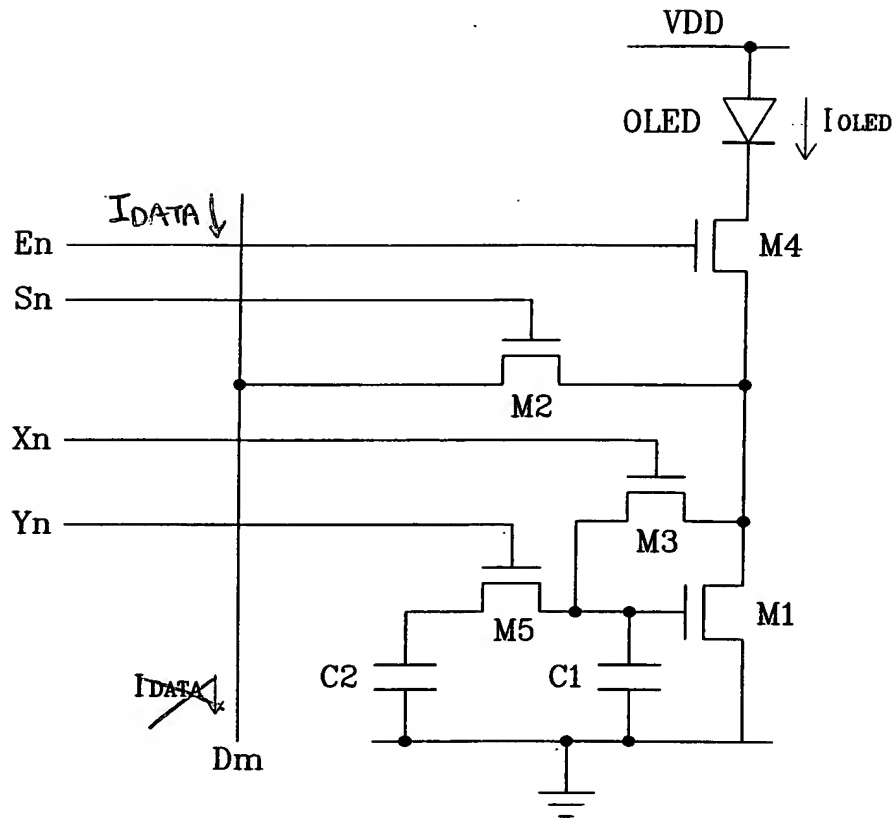 VDD
OLED
IOLED
IDATA
En
M4
Sn
M2
Xn
Yn
M3
M1
M5
C2
C1
IDATA
Dm